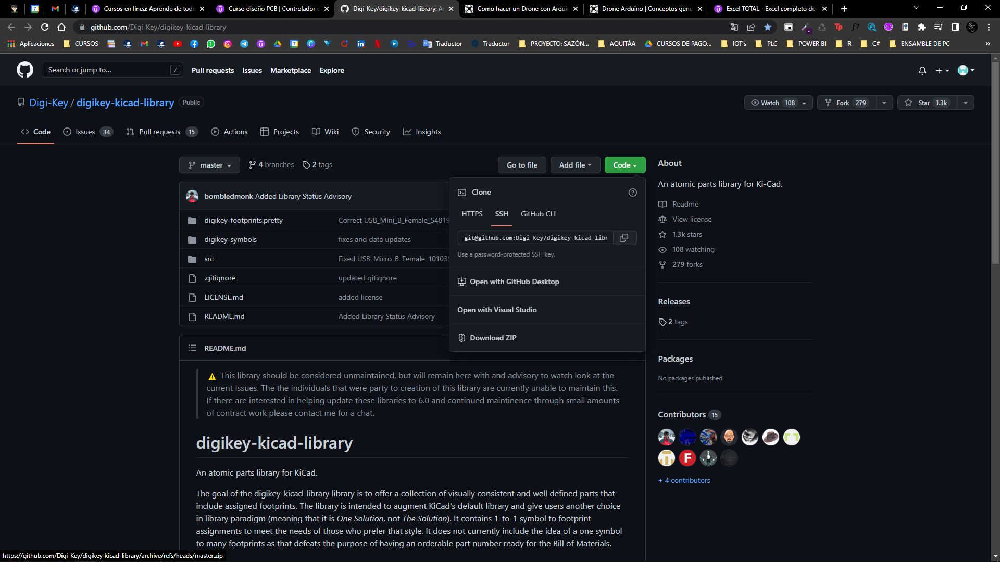 Cursos en línea: Aprende de todo
Curso diseño PCB | Controlador
Digi-Key/digikey-kicad-library: A
Como hacer un Drone con Ardui
Drone Arduino | Conceptos gene
Excel TOTAL - Excel completo de
github.com/Digi-Key/digikey-kicad-library
Aplicaciones
CURSOS
Traductor
Traductor
PROYECTO: SAZÓN...
AQUITÁA
CURSOS DE PAGO...
IOT's
PLC
POWER BI
R
C#
ENSAMBLE DE PC
»
Search or jump to...
/
Pull requests
Issues
Marketplace
Explore
Digi-Key / digikey-kicad-library
Public
Watch 108
Fork 279
Star 1.3k
Code
Issues 34
Pull requests 15
Actions
Projects
Wiki
Security
Insights
master
4 branches
2 tags
Go to file
Add file
Code
bombledmonk Added Library Status Advisory
digikey-footprints.pretty
Correct USB_Mini_B_Female_54819
digikey-symbols
fixes and data updates
src
Fixed USB_Micro_B_Female_10103
.gitignore
updated gitignore
LICENSE.md
added license
README.md
Added Library Status Advisory
Clone
HTTPS
SSH
GitHub CLI
git@github.com:Digi-Key/digikey-kicad-libr
Use a password-protected SSH key.
Open with GitHub Desktop
Open with Visual Studio
Download ZIP
README.md
This library should be considered unmaintained, but will remain here with and advisory to watch look at the
current Issues. The the individuals that were party to creation of this library are currently unable to maintain this.
If there are interested in helping update these libraries to 6.0 and continued maintinence through small amounts
of contract work please contact me for a chat.
digikey-kicad-library
An atomic parts library for KiCad.
The goal of the digikey-kicad-library library is to offer a collection of visually consistent and well defined parts that
include assigned footprints. The library is intended to augment KiCad's default library and give users another choice
in library paradigm (meaning that it is One Solution, not The Solution). It contains 1-to-1 symbol to footprint
assignments to meet the needs of those who prefer that style. It does not currently include the idea of a one symbol
to many footprints as that defeats the purpose of having an orderable part number ready for the Bill of Materials.
About
An atomic parts library for Ki-Cad.
Readme
View license
1.3k stars
108 watching
279 forks
Releases
2 tags
Packages
No packages published
Contributors 15
F
+ 4 contributors
https://github.com/Digi-Key/digikey-kicad-library/archive/refs/heads/master.zip